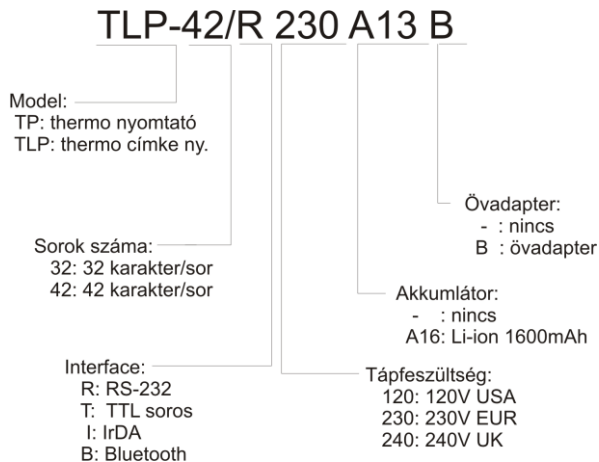 TLP-42/R 230 A13 B
Model:
TP: thermo nyomtató
TLP: thermo címke ny.
Övadapter:
- : nincs
B : övadapter
Sorok száma:
32: 32 karakter/sor
42: 42 karakter/sor
Akkumlátor:
- : nincs
A16: Li-ion 1600mAh
Interface:
R: RS-232
T: TTL soros
I: IrDA
B: Bluetooth
Tápfeszültség:
120: 120V USA
230: 230V EUR
240: 240V UK